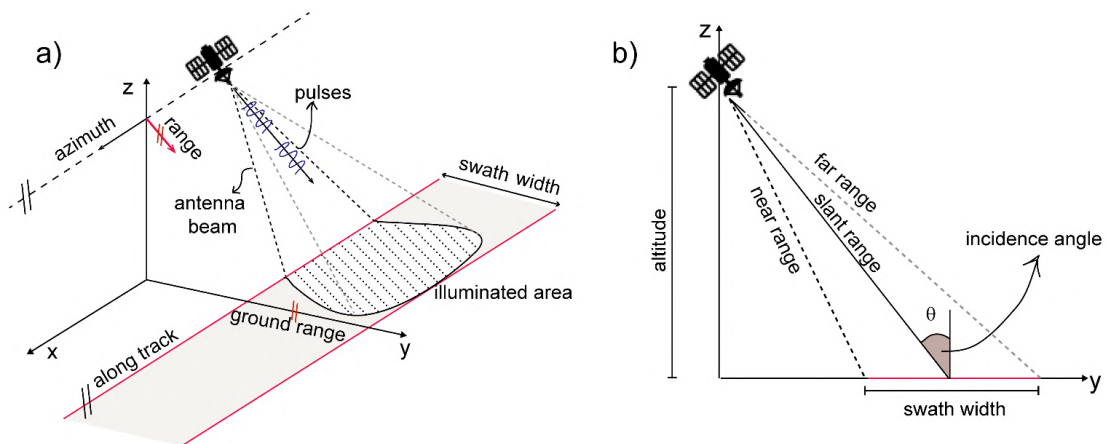 a)
z
azimuth
range
pulses
antenna
beam
swath width
illuminated area
ground range
x
y
along track
b)
z
altitude
near range
slant range
far range
incidence angle
θ
y
swath width